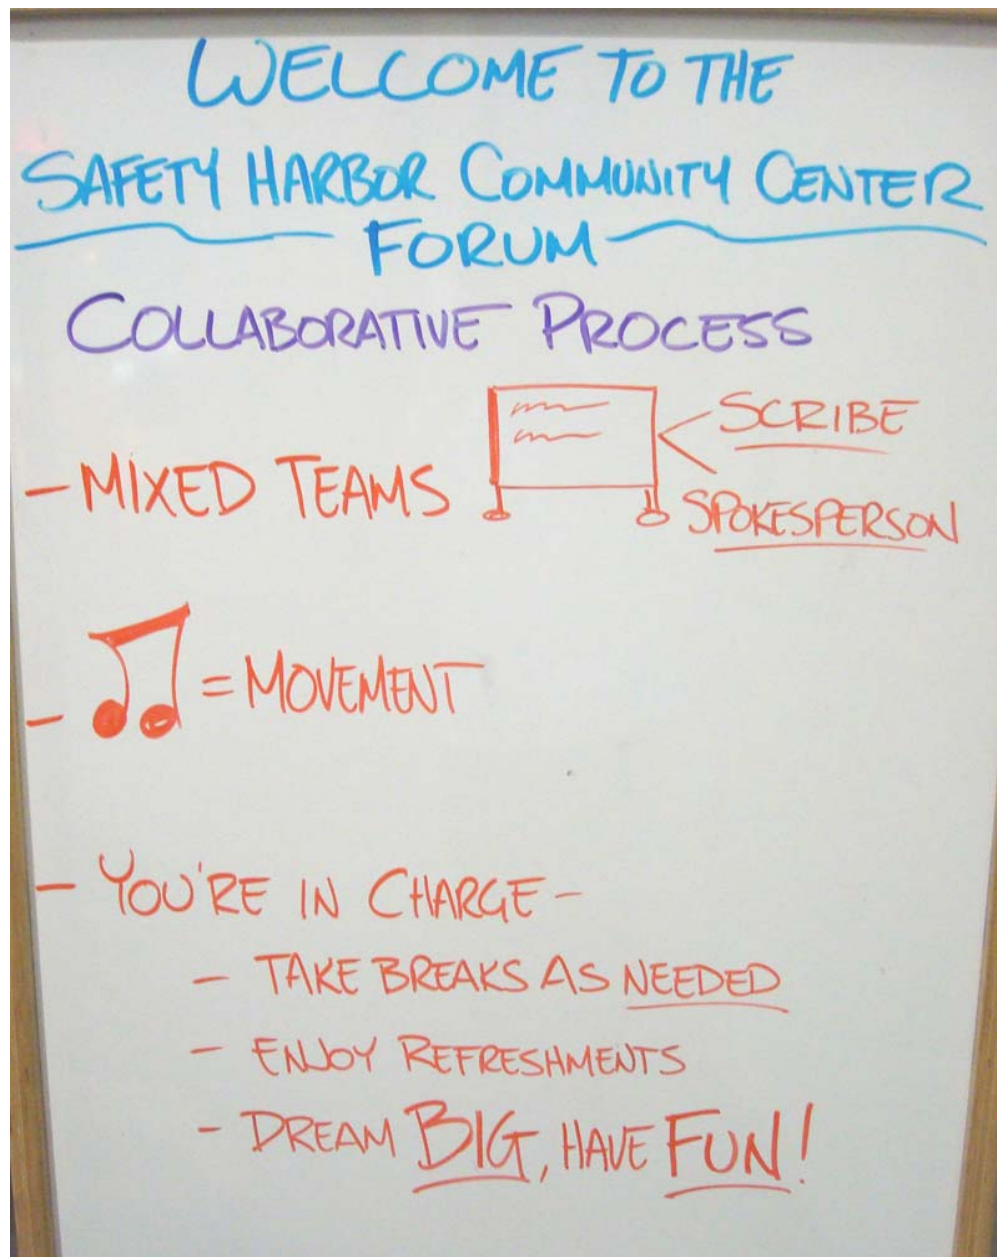 WELCOME TO THE
SAFETY HARBOR COMMUNITY CENTER
FORUM
COLLABORATIVE PROCESS
- MIXED TEAMS
SCRIBE
SPOKESPERSON
- = MOVEMENT
- YOU'RE IN CHARGE -
- TAKE BREAKS AS NEEDED
- ENJOY REFRESHMENTS
- DREAM BIG, HAVE FUN!